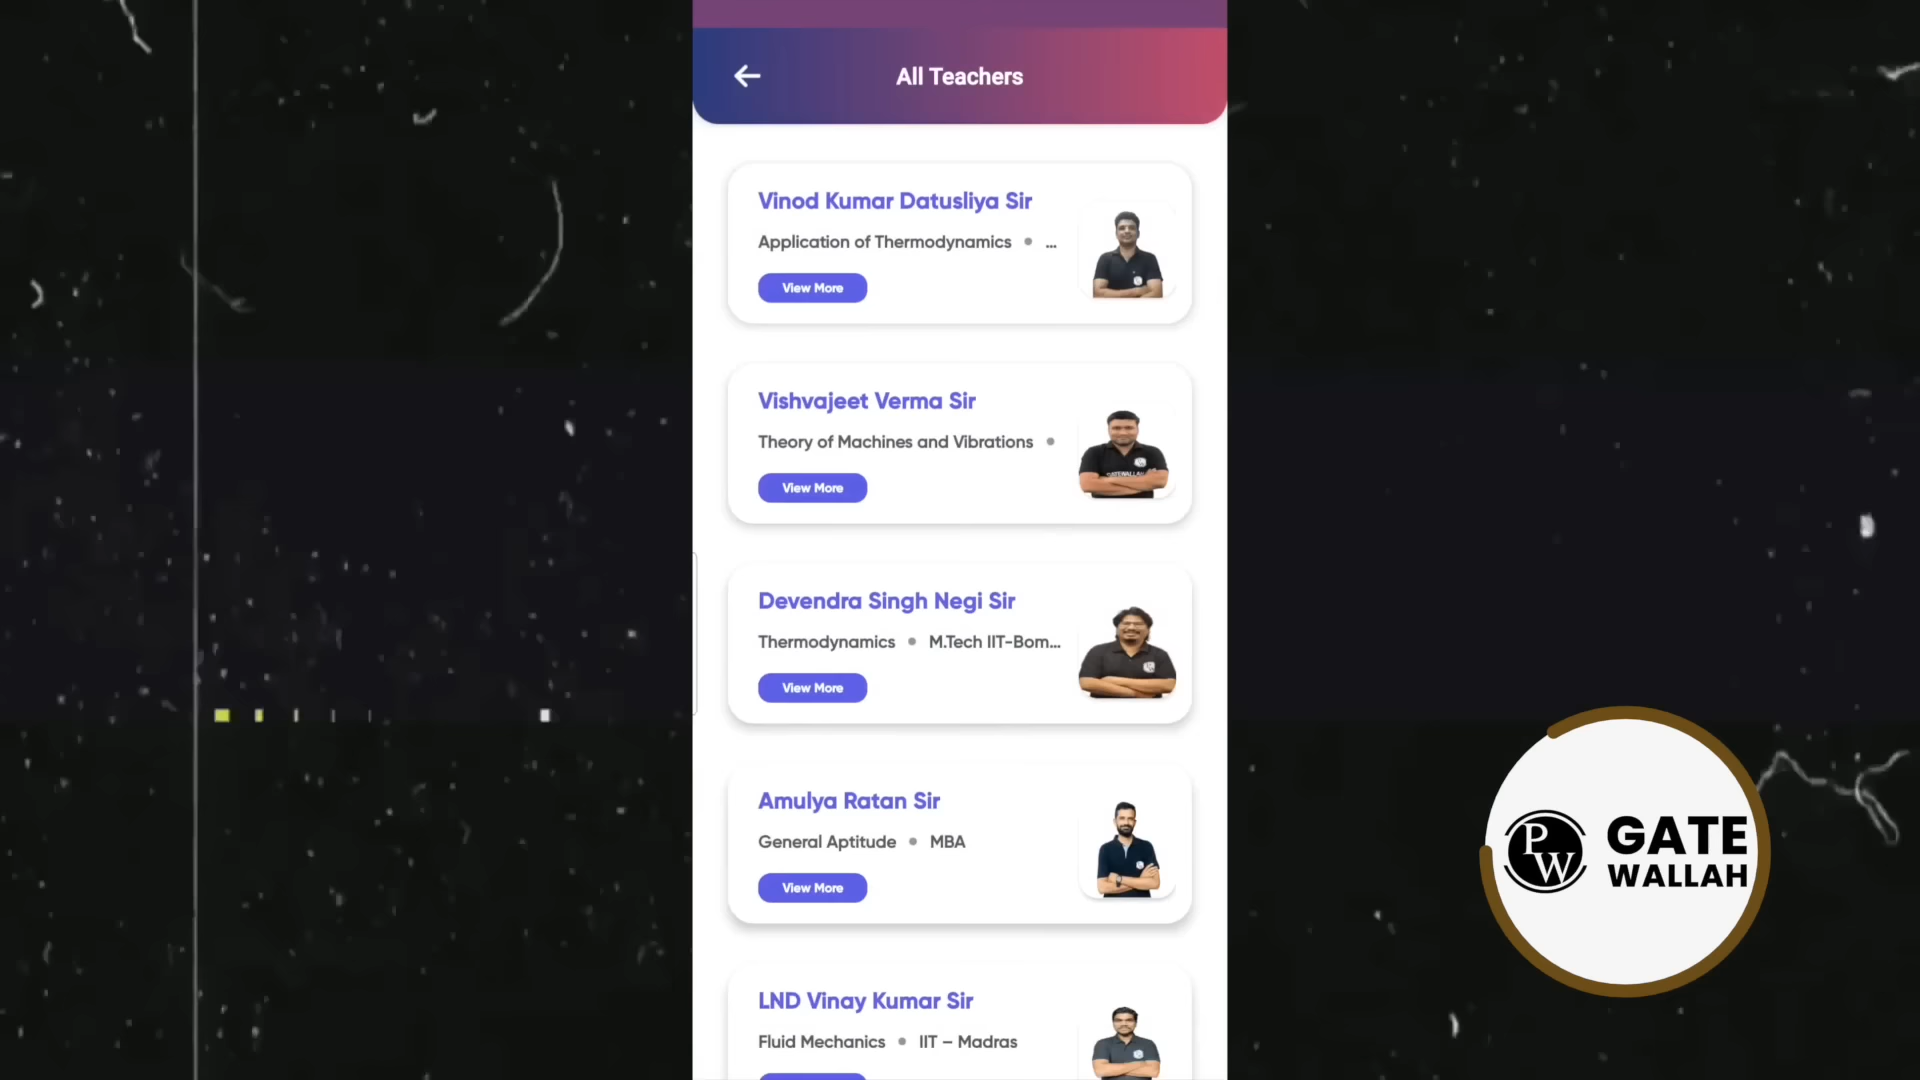 All Teachers
Vinod Kumar Datusliya Sir
Application of Thermodynamics • ...
View More
Vishvajeet Verma Sir
Theory of Machines and Vibrations •
View More
Devendra Singh Negi Sir
Thermodynamics • M.Tech IIT-Bom...
View More
Amulya Ratan Sir
General Aptitude • MBA
View More
LND Vinay Kumar Sir
Fluid Mechanics • IIT – Madras
PW
GATE
WALLAH